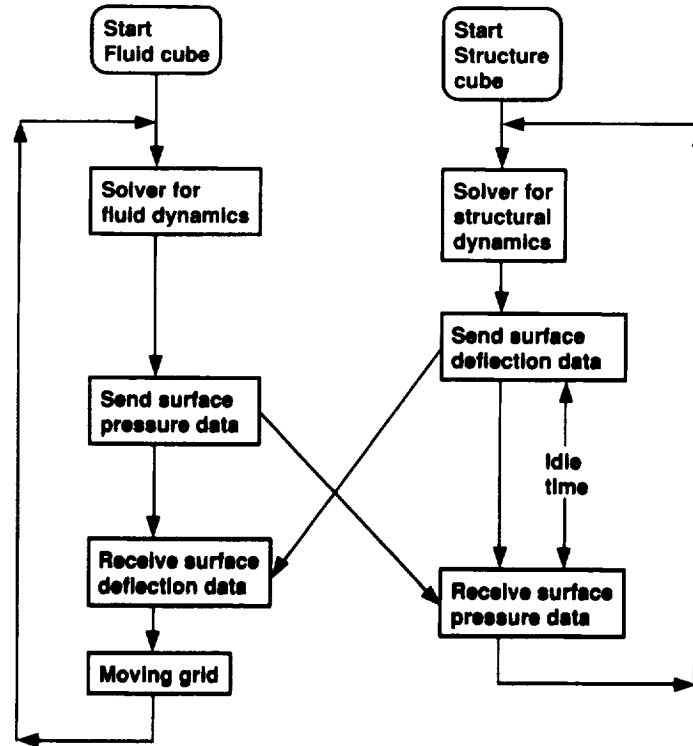 Start
Fluid cube
Start
Structure
cube
Solver for
fluid dynamics
Solver for
structural
dynamics
Send surface
deflection data
Send surface
pressure data
Idle
time
Receive surface
deflection data
Receive surface
pressure data
Moving grid